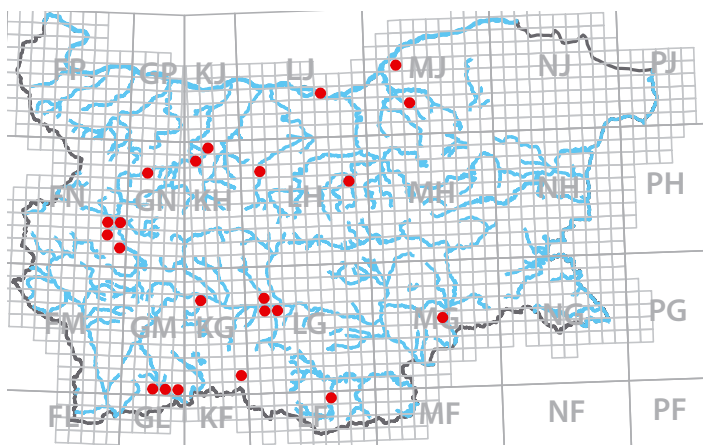 FP GP KJ LJ MJ NJ PJ
FN GN KH LH MH NH PH
FM GM KG LG MG NG PG
FL GL KF LF MF NF PF